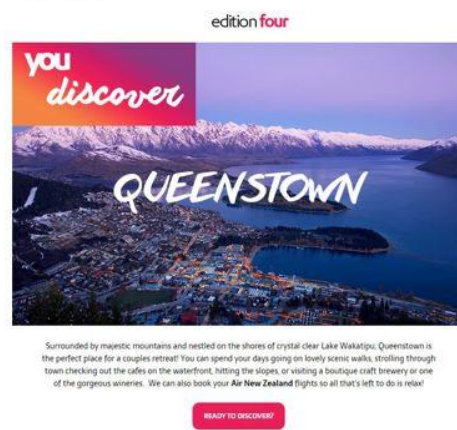 edition four
you
discover
QUEENSTOWN
Surrounded by majestic mountains and nestled on the shores of crystal clear Lake Wakatipu, Queenstown is
the perfect place for a couples retreat! You can spend your days going on lovely scenic walks, strolling through
town checking out the cafes on the waterfront, hitting the slopes, or visiting a boutique craft brewery or one
of the gorgeous wineries. We can also book your Air New Zealand flights so all that's left to do is relax!
READY TO DISCOVER?